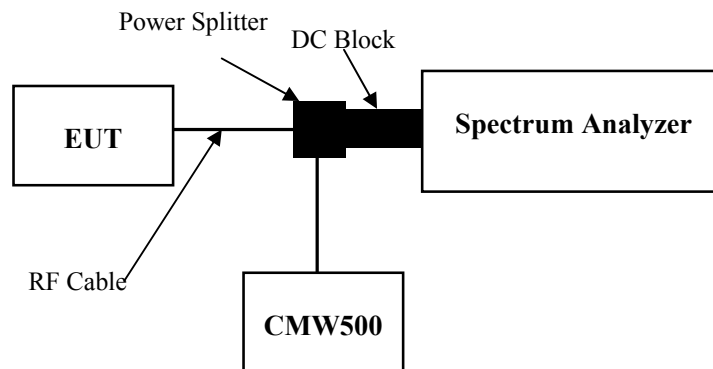 Power Splitter
DC Block
EUT
Spectrum Analyzer
RF Cable
CMW500